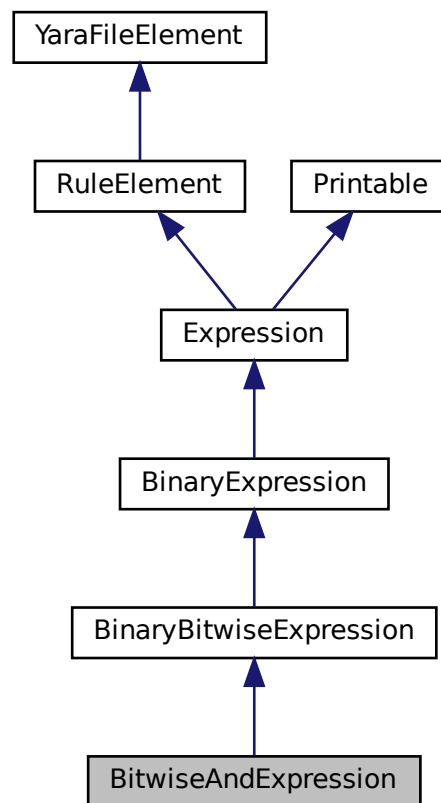 YaraFileElement
RuleElement
Printable
Expression
BinaryExpression
BinaryBitwiseExpression
BitwiseAndExpression